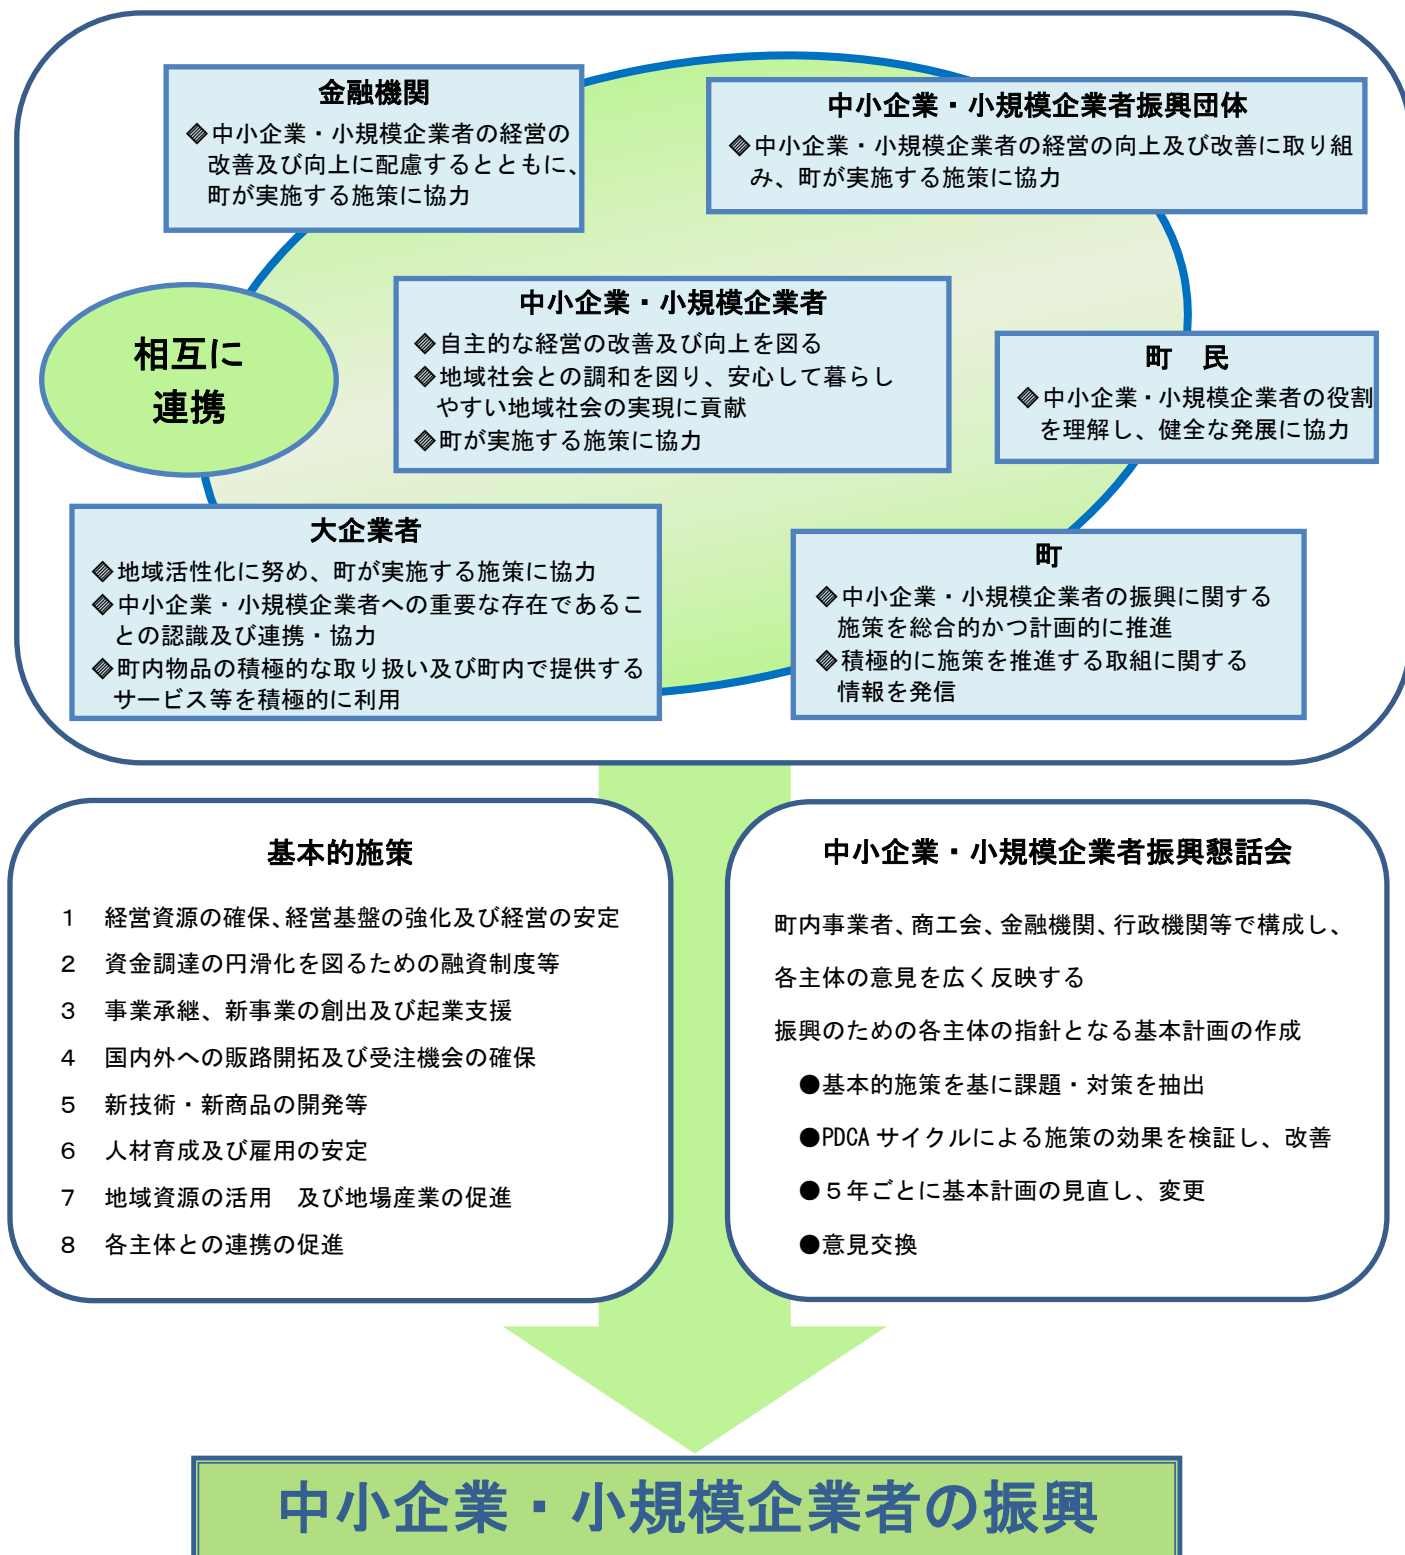 金融機関
◈中小企業・小規模企業者の経営の
改善及び向上に配慮するとともに、
町が実施する施策に協力
中小企業・小規模企業者振興団体
◈中小企業・小規模企業者の経営の向上及び改善に取り組
み、町が実施する施策に協力
相互に
連携
中小企業・小規模企業者
◈自主的な経営の改善及び向上を図る
◈地域社会との調和を図り、安心して暮らし
やすい地域社会の実現に貢献
◈町が実施する施策に協力
町　民
◈中小企業・小規模企業者の役割
を理解し、健全な発展に協力
大企業者
◈地域活性化に努め、町が実施する施策に協力
◈中小企業・小規模企業者への重要な存在であるこ
との認識及び連携・協力
◈町内物品の積極的な取り扱い及び町内で提供する
サービス等を積極的に利用
町
◈中小企業・小規模企業者の振興に関する
施策を総合的かつ計画的に推進
◈積極的に施策を推進する取組に関する
情報を発信
基本的施策
１　経営資源の確保、経営基盤の強化及び経営の安定
２　資金調達の円滑化を図るための融資制度等
３　事業承継、新事業の創出及び起業支援
４　国内外への販路開拓及び受注機会の確保
５　新技術・新商品の開発等
６　人材育成及び雇用の安定
７　地域資源の活用　及び地場産業の促進
８　各主体との連携の促進
中小企業・小規模企業者振興懇話会
町内事業者、商工会、金融機関、行政機関等で構成し、
各主体の意見を広く反映する
振興のための各主体の指針となる基本計画の作成
●基本的施策を基に課題・対策を抽出
●PDCA サイクルによる施策の効果を検証し、改善
●５年ごとに基本計画の見直し、変更
●意見交換
中小企業・小規模企業者の振興